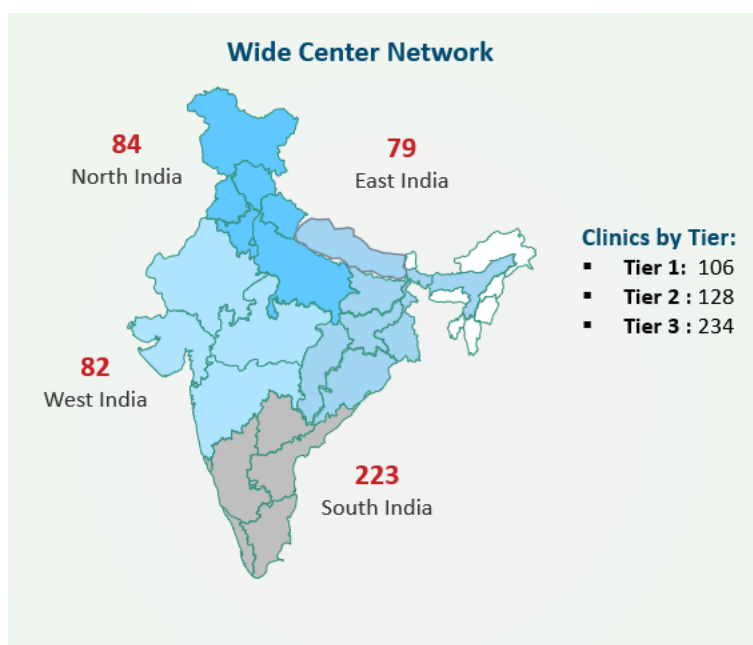 Wide Center Network
84
North India
79
East India
Clinics by Tier:
▪ Tier 1: 106
▪ Tier 2 : 128
▪ Tier 3 : 234
82
West India
223
South India